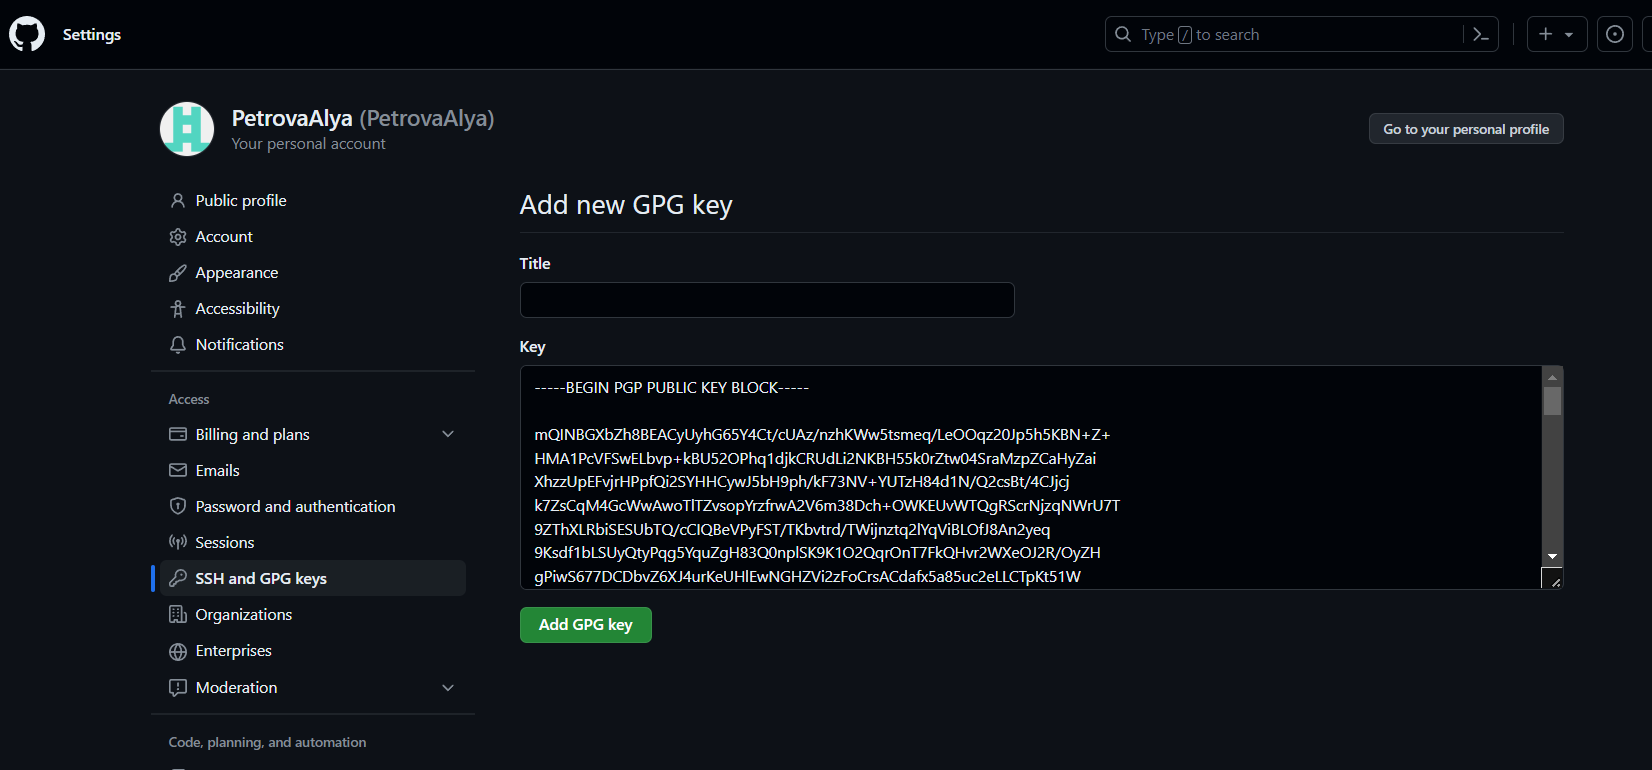 Settings
Type / to search
PetrovaAlya (PetrovaAlya)
Your personal account
Go to your personal profile
Public profile
Account
Appearance
Accessibility
Notifications
Access
Billing and plans
Emails
Password and authentication
Sessions
SSH and GPG keys
Organizations
Enterprises
Moderation
Code, planning, and automation
Add new GPG key
Title
Key
-----BEGIN PGP PUBLIC KEY BLOCK-----
mQINBGXbZh8BEACyUyhG65Y4Ct/cUAz/nzhKWw5tsmeq/LeOOqz20Jp5h5KBN+Z+
HMA1PcVFSwELbvp+kBU52OPhq1djkCRUdLi2NKBH55k0rZtw04SraMzpZCaHyZai
XhzzUpEFvjrHPpfQi2SYHHCywJ5bH9ph/kF73NV+YUTzH84d1N/Q2csBt/4CJjcj
k7ZsCqM4GcWwAwoTlTZvsopYrzfrwA2V6m38Dch+OWKEUvWTQgRScrNjzqNWrU7T
9ZThXLRbiSESUbTQ/cCIQBeVPyFST/TKbvtrd/TWijnztq2lYqViBLOfJ8An2yeq
9Ksdf1bLSUyQtyPqg5YquZgH83Q0nplSK9K1O2QqrOnT7FkQHvr2WXeOJ2R/OyZH
gPiwS677DCDbvZ6XJ4urKeUHlEwNGHZVi2zFoCrsACdafx5a85uc2eLLCTpKt51W
Add GPG key